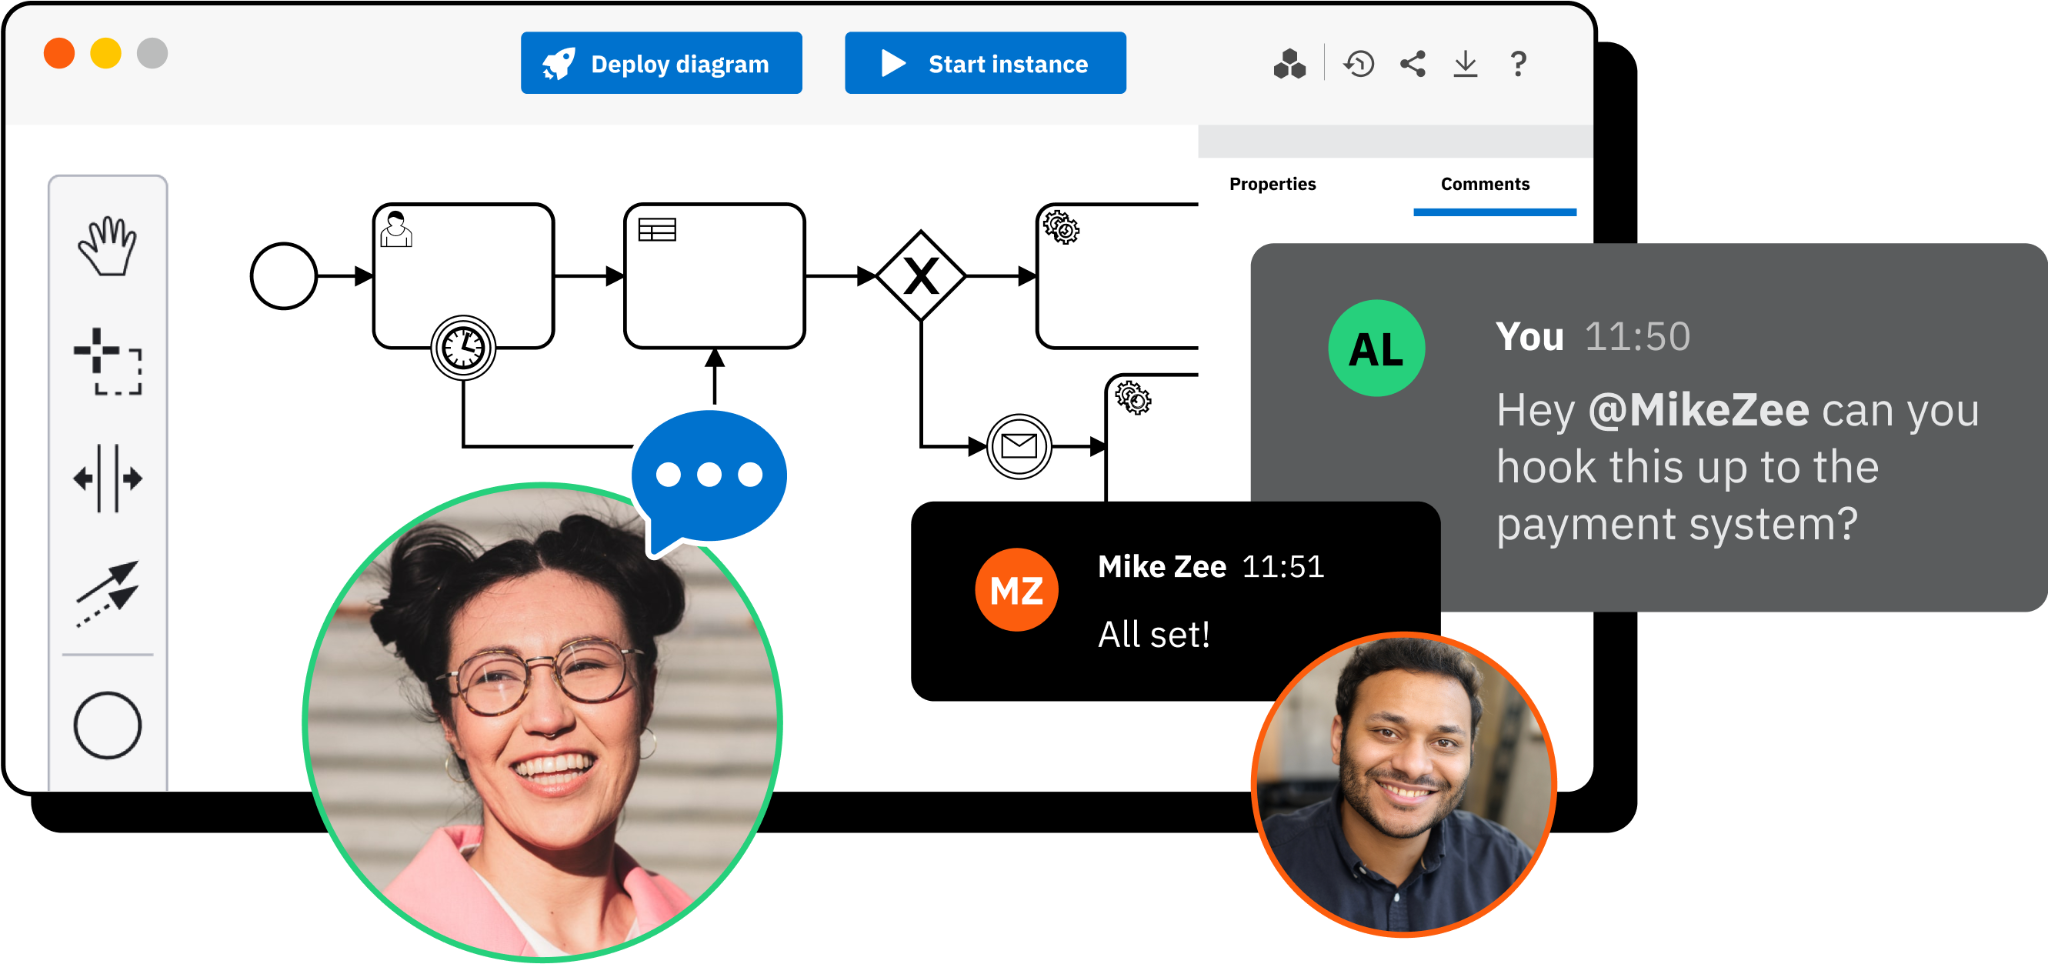 Deploy diagram
Start instance
?
Properties
Comments
AL
You 11:50
Hey @MikeZee can you
hook this up to the
payment system?
MZ
Mike Zee 11:51
All set!